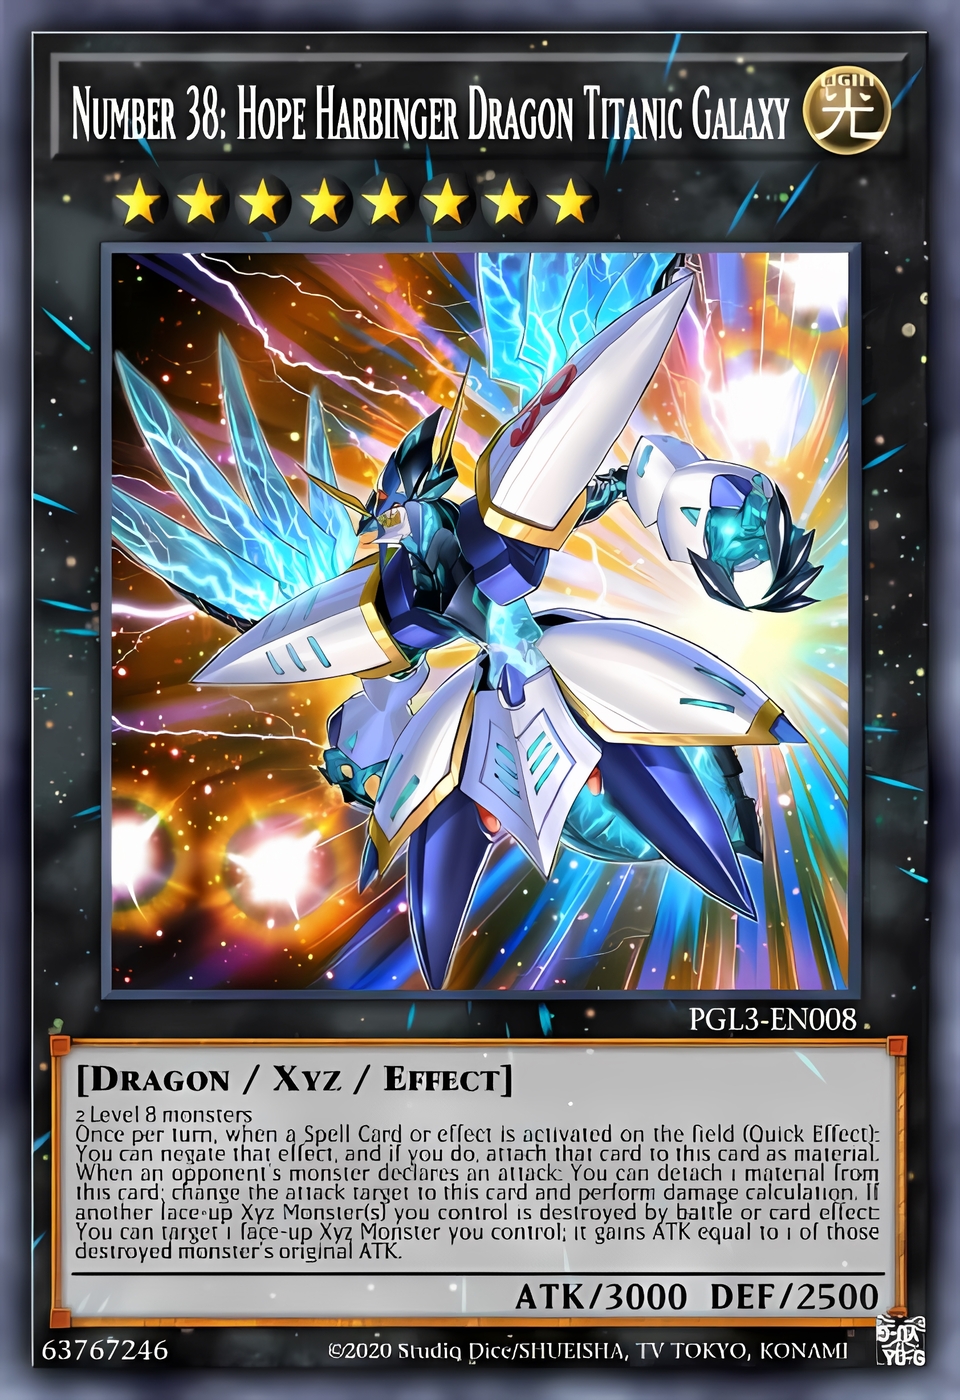 Number 38: Hope Harbinger Dragon Titanic Galaxy
光
PGL3-EN008
[Dragon / Xyz / Effect]
2 Level 8 monsters
Once per turn, when a Spell Card or effect is activated on the field (Quick Effect):
You can negate that effect, and if you do, attach that card to this card as material.
When an opponent's monster declares an attack: You can detach 1 material from
this card; change the attack target to this card and perform damage calculation. If
another face-up Xyz Monster(s) you control is destroyed by battle or card effect:
You can target 1 face-up Xyz Monster you control; it gains ATK equal to 1 of those
destroyed monster's original ATK.
ATK/3000 DEF/2500
63767246
©2020 Studio Dice/SHUEISHA, TV TOKYO, KONAMI